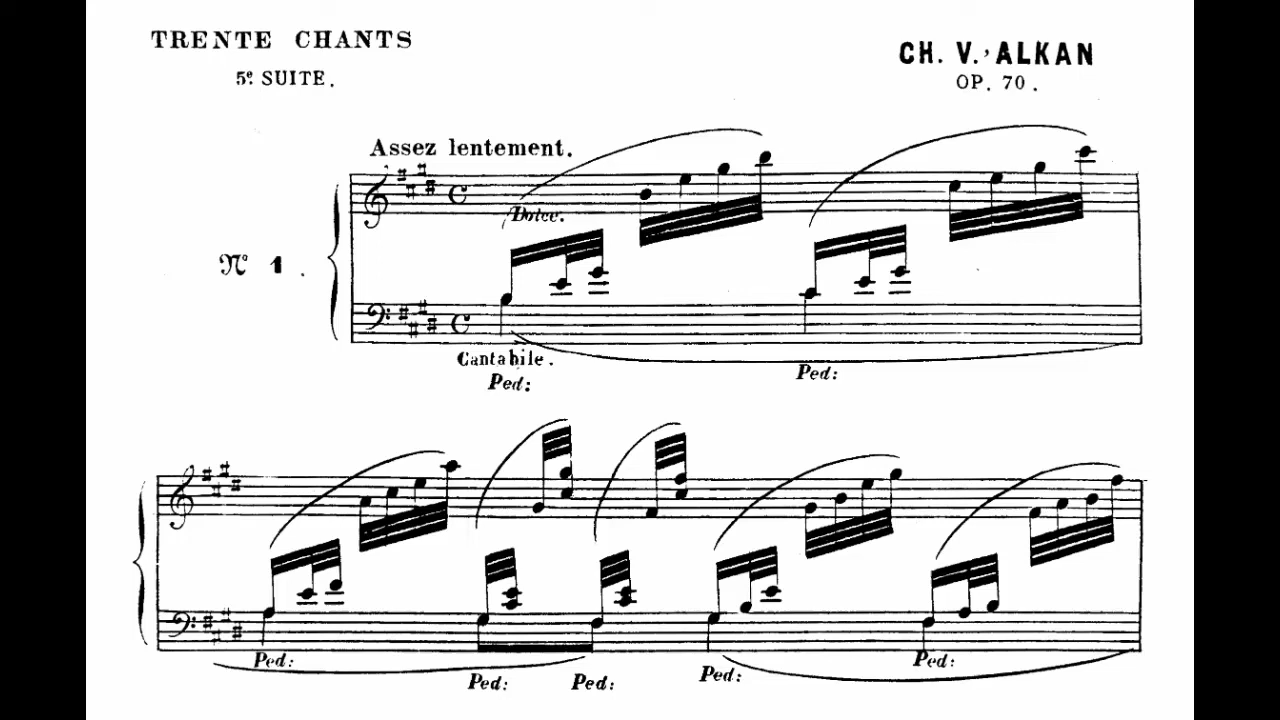 TRENTE CHANTS
5e SUITE.
CH. V. ALKAN
OP. 70.
Assez lentement.
Dolce.
No 1.
Cantabile.
Ped:
Ped:
Ped:
Ped:
Ped:
Ped:
Ped: